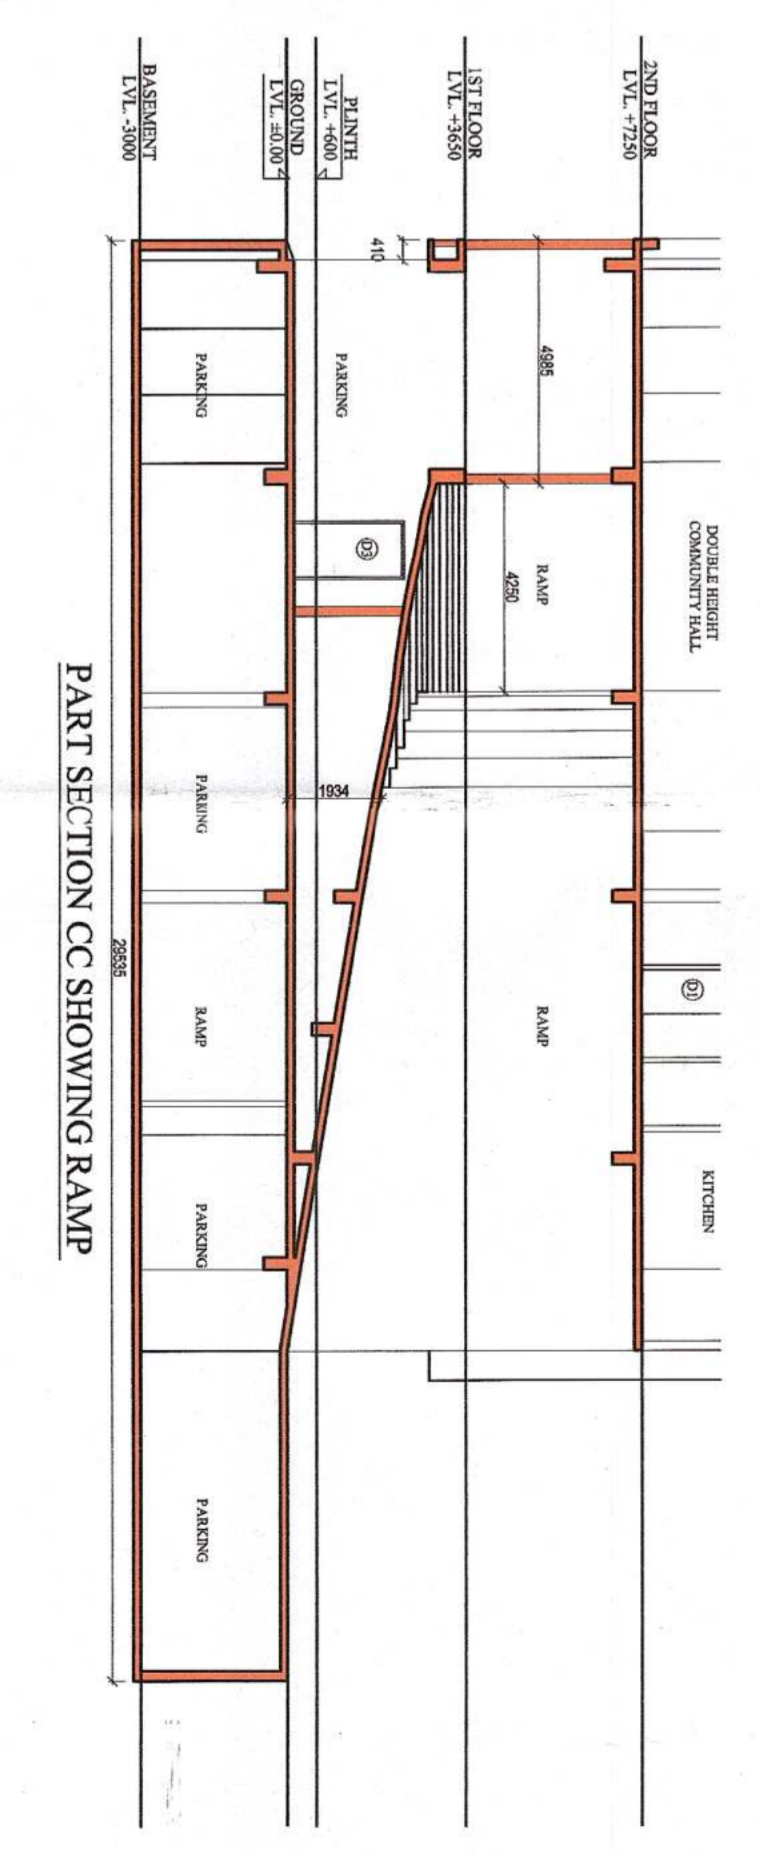 2ND FLOOR
LVL. +7250
1ST FLOOR
LVL. +3650
PLINTH
LVL. +600
GROUND
LVL. ±0.00
BASEMENT
LVL. -3000
DOUBLE HEIGHT
COMMUNITY HALL
D1
KITCHEN
4985
RAMP
4250
RAMP
410
PARKING
D3
1934
PARKING
PARKING
RAMP
PARKING
PARKING
29535
PART SECTION CC SHOWING RAMP